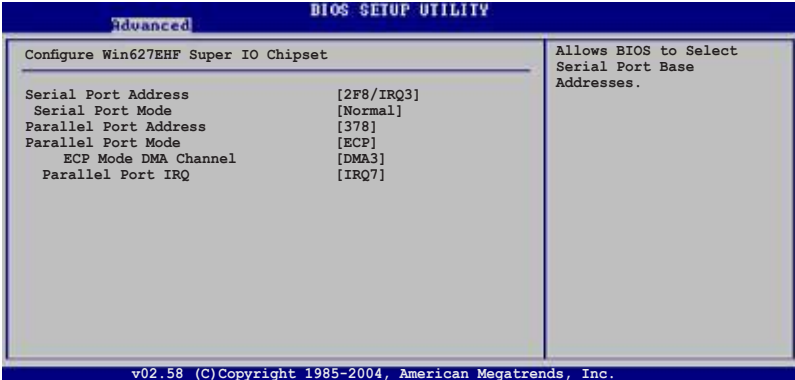 BIOS SETUP UTILITY
Advanced
Configure Win627EHF Super IO Chipset
Serial Port Address [2F8/IRQ3]
Serial Port Mode [Normal]
Parallel Port Address [378]
Parallel Port Mode [ECP]
ECP Mode DMA Channel [DMA3]
Parallel Port IRQ [IRQ7]
Allows BIOS to Select
Serial Port Base
Addresses.
v02.58 (C)Copyright 1985-2004, American Megatrends, Inc.